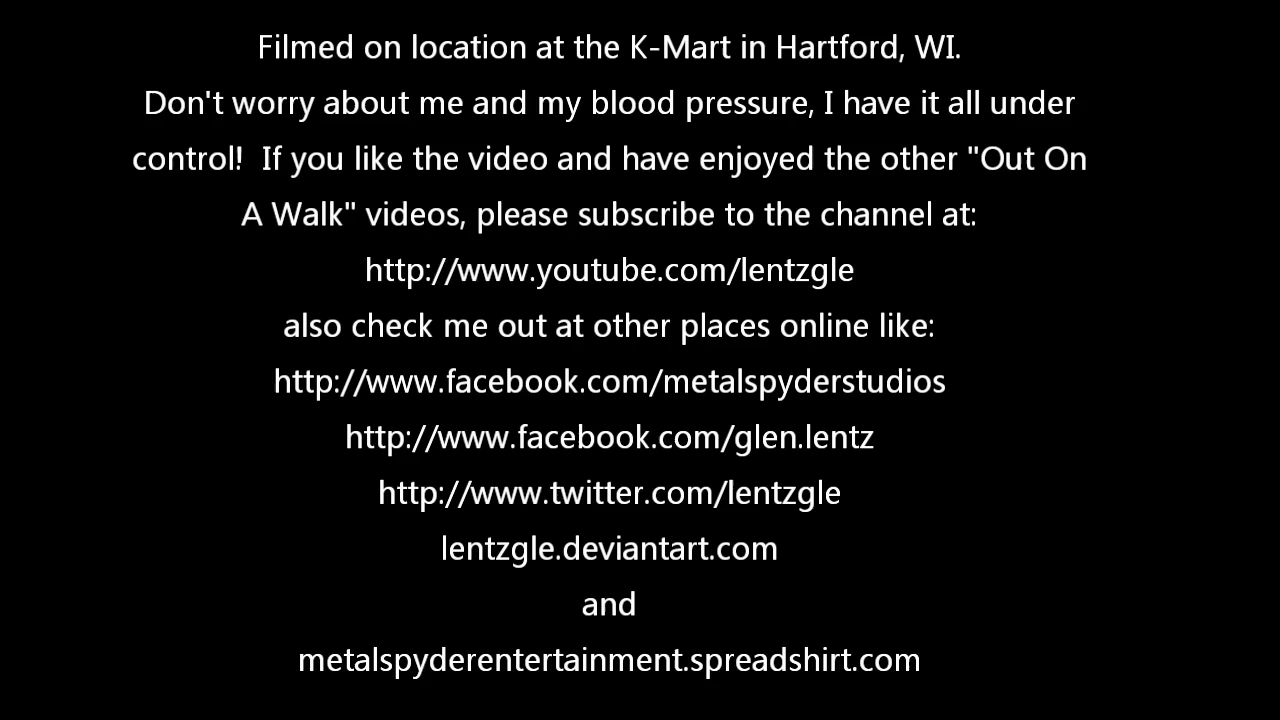 Filmed on location at the K-Mart in Hartford, WI.
Don't worry about me and my blood pressure, I have it all under
control!  If you like the video and have enjoyed the other "Out On
A Walk" videos, please subscribe to the channel at:
http://www.youtube.com/lentzgle
also check me out at other places online like:
http://www.facebook.com/metalspyderstudios
http://www.facebook.com/glen.lentz
http://www.twitter.com/lentzgle
lentzgle.deviantart.com
and
metalspyderentertainment.spreadshirt.com